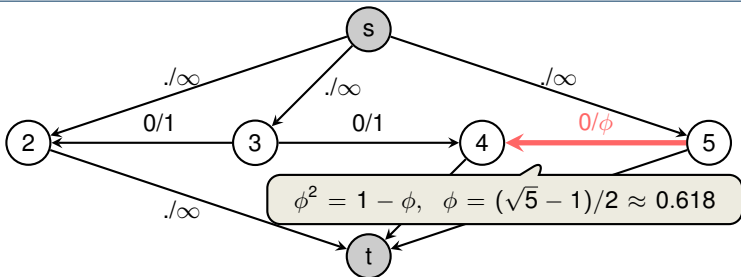 s
./∞
./∞
./∞
0/1
0/1
0/ϕ
2
3
4
5
ϕ² = 1 − ϕ, ϕ = (√5 − 1)/2 ≈ 0.618
./∞
t